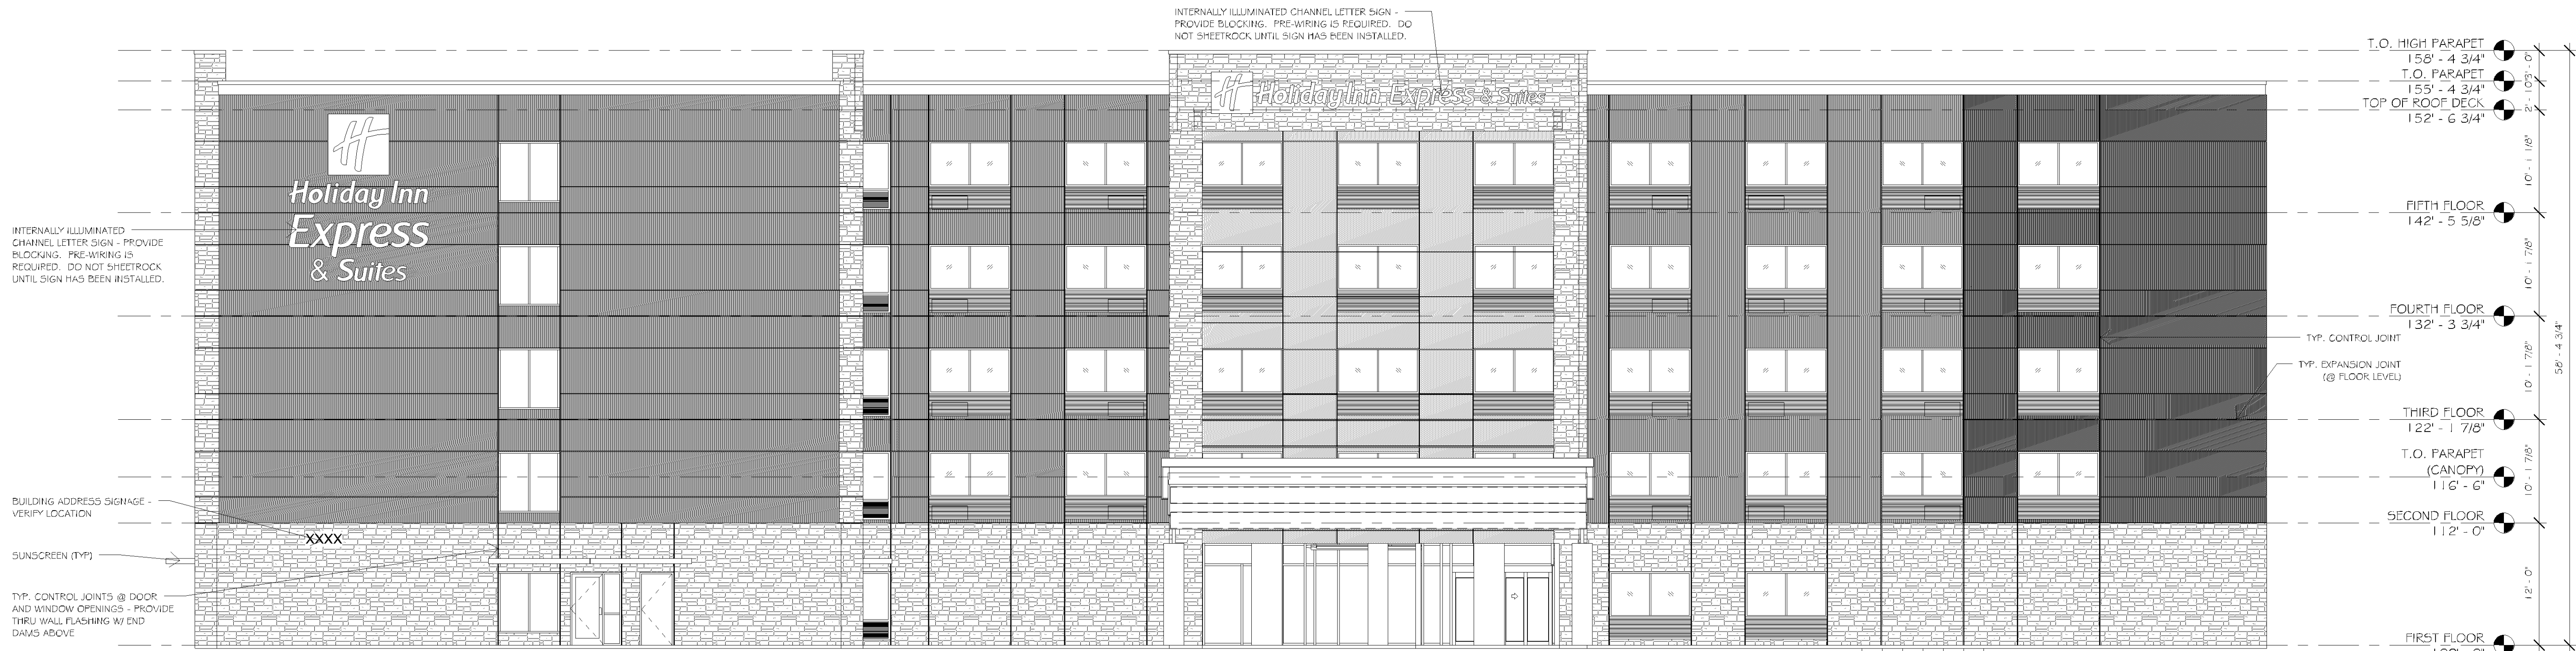 INTERNALLY ILLUMINATED CHANNEL LETTER SIGN -
PROVIDE BLOCKING. PRE-WIRING IS REQUIRED. DO
NOT SHEETROCK UNTIL SIGN HAS BEEN INSTALLED.
Holiday Inn Express & Suites
Holiday Inn
Express
& Suites
INTERNALLY ILLUMINATED
CHANNEL LETTER SIGN - PROVIDE
BLOCKING. PRE-WIRING IS
REQUIRED. DO NOT SHEETROCK
UNTIL SIGN HAS BEEN INSTALLED.
BUILDING ADDRESS SIGNAGE -
VERIFY LOCATION
XXXX
SUNSCREEN (TYP)
TYP. CONTROL JOINTS @ DOOR
AND WINDOW OPENINGS - PROVIDE
THRU WALL FLASHING W/ END
DAMS ABOVE
TYP. CONTROL JOINT
TYP. EXPANSION JOINT
(@ FLOOR LEVEL)
T.O. HIGH PARAPET
158' - 4 3/4"
T.O. PARAPET
155' - 4 3/4"
TOP OF ROOF DECK
152' - 6 3/4"
FIFTH FLOOR
142' - 5 5/8"
FOURTH FLOOR
132' - 3 3/4"
THIRD FLOOR
122' - 1 7/8"
T.O. PARAPET
(CANOPY)
116' - 6"
SECOND FLOOR
112' - 0"
FIRST FLOOR
3' - 0"
2' - 10"
10' - 1 1/8"
10' - 1 7/8"
10' - 1 7/8"
10' - 1 7/8"
12' - 0"
58' - 4 3/4"